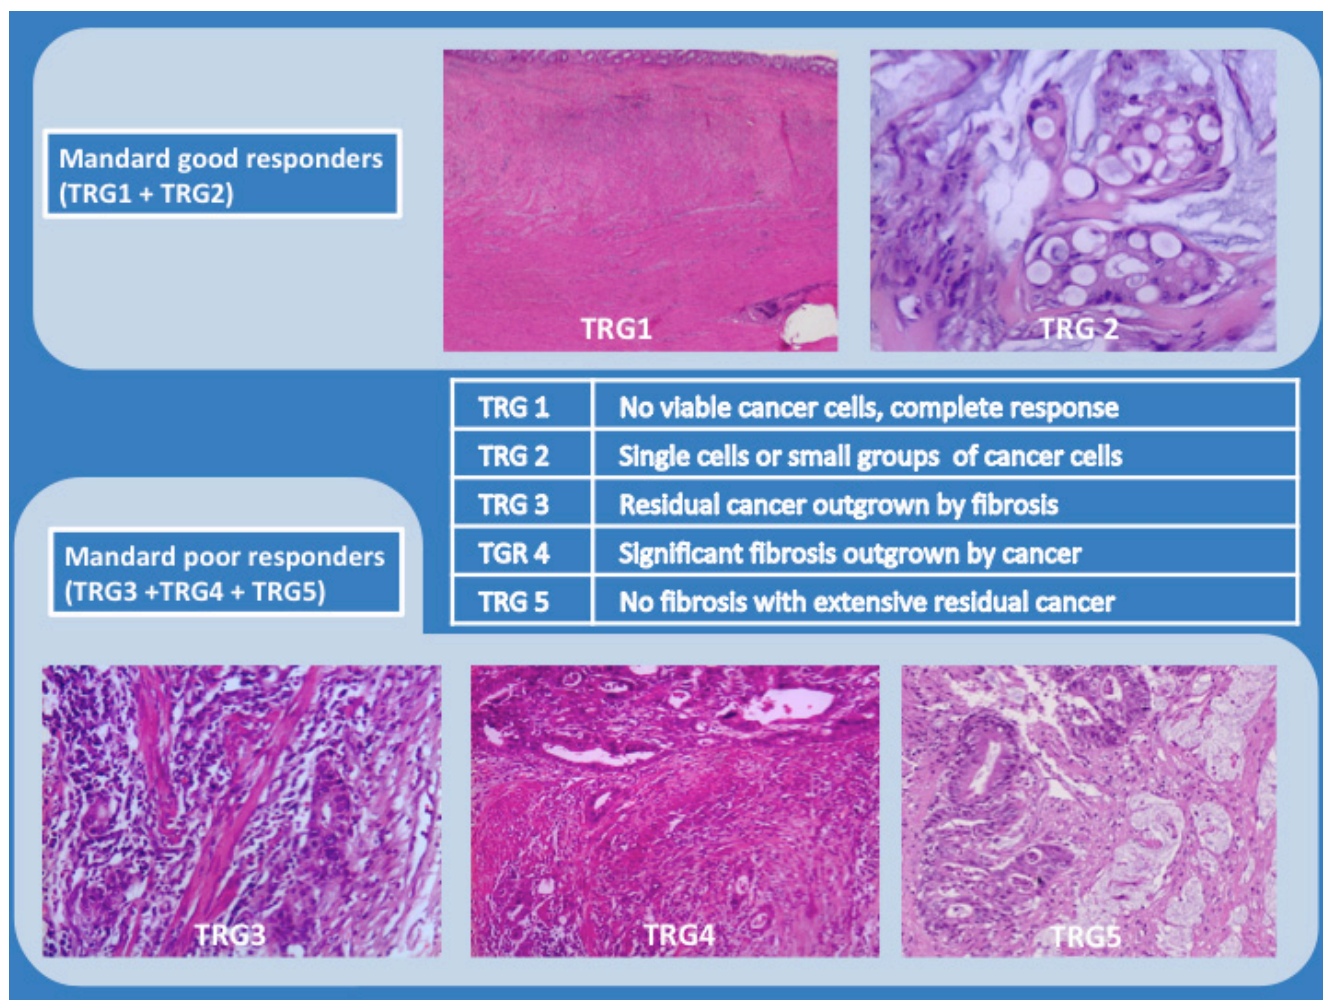 Mandard good responders
(TRG1 + TRG2)
TRG1
TRG 2
TRG 1 No viable cancer cells, complete response
TRG 2 Single cells or small groups of cancer cells
TRG 3 Residual cancer outgrown by fibrosis
TGR 4 Significant fibrosis outgrown by cancer
TRG 5 No fibrosis with extensive residual cancer
Mandard poor responders
(TRG3 +TRG4 + TRG5)
TRG3
TRG4
TRG5